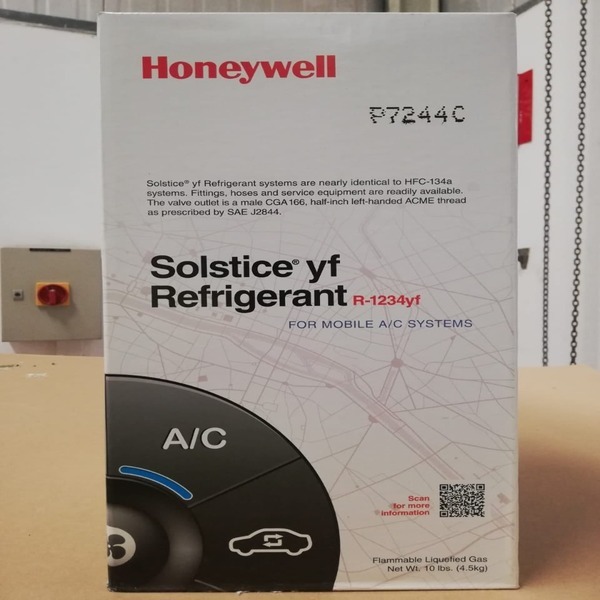 Honeywell
P7244C
Solstice® yf Refrigerant systems are nearly identical to HFC-134a
systems. Fittings, hoses and service equipment are readily available.
The valve outlet is a male CGA166, half-inch left-handed ACME thread
as prescribed by SAE J2844.
Solstice® yf
Refrigerant R-1234yf
FOR MOBILE A/C SYSTEMS
A/C
Scan
for more
information
Flammable Liquefied Gas
Net Wt. 10 lbs. (4.5kg)